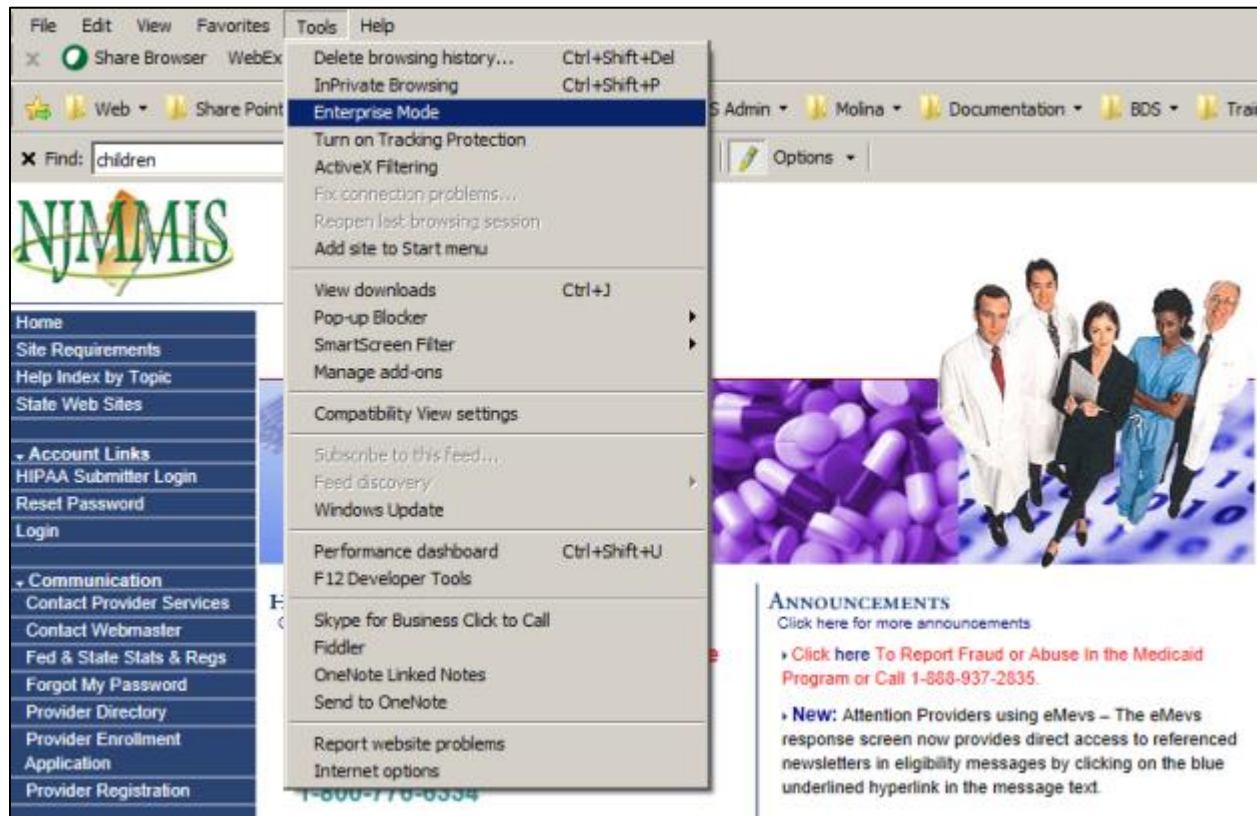 File Edit View Favorites Tools Help
x Share Browser WebEx
Web Share Point S Admin Molina Documentation BDS Trai
X Find: children Options
NJMMIS
Home
Site Requirements
Help Index by Topic
State Web Sites
Account Links
HIPAA Submitter Login
Reset Password
Login
Communication
Contact Provider Services
Contact Webmaster
Fed & State Stats & Regs
Forgot My Password
Provider Directory
Provider Enrollment
Application
Provider Registration
Delete browsing history... Ctrl+Shift+Del
InPrivate Browsing Ctrl+Shift+P
Enterprise Mode
Turn on Tracking Protection
ActiveX Filtering
Fix connection problems...
Reopen last browsing session
Add site to Start menu
View downloads Ctrl+J
Pop-up Blocker
SmartScreen Filter
Manage add-ons
Compatibility View settings
Subscribe to this feed...
Feed discovery
Windows Update
Performance dashboard Ctrl+Shift+U
F12 Developer Tools
Skype for Business Click to Call
Fiddler
OneNote Linked Notes
Send to OneNote
Report website problems
Internet options
1-800-776-6334
ANNOUNCEMENTS
Click here for more announcements
Click here To Report Fraud or Abuse In the Medicaid
Program or Call 1-888-937-2835.
New: Attention Providers using eMevs – The eMevs
response screen now provides direct access to referenced
newsletters in eligibility messages by clicking on the blue
underlined hyperlink in the message text.